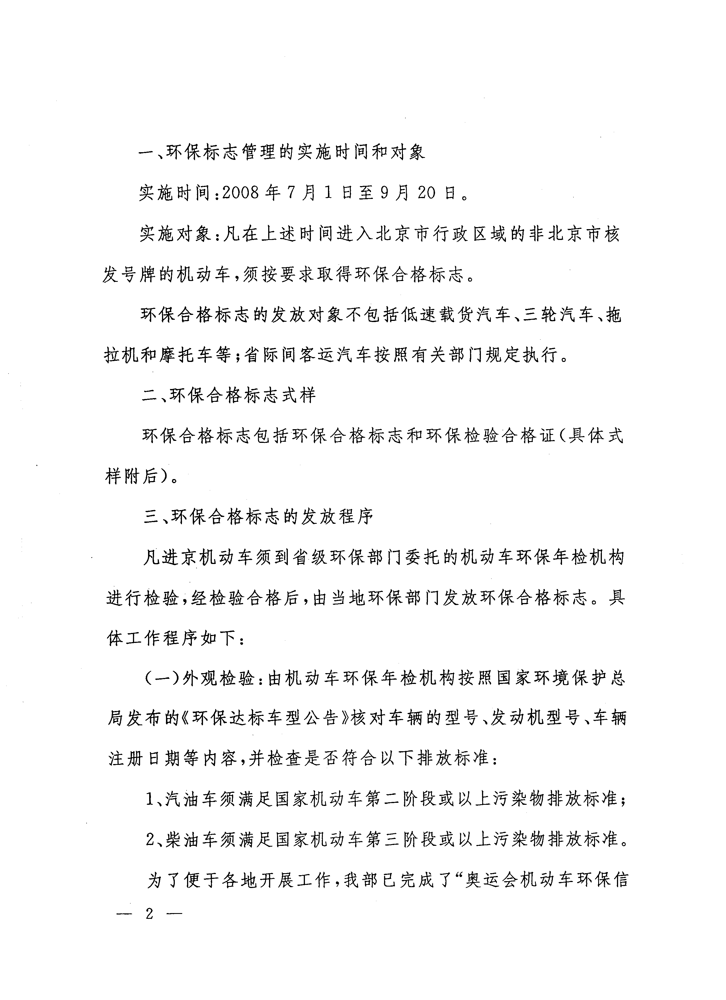 一、环保标志管理的实施时间和对象
实施时间:2008年7月1日至9月20日。
实施对象:凡在上述时间进入北京市行政区域的非北京市核
发号牌的机动车,须按要求取得环保合格标志。
环保合格标志的发放对象不包括低速载货汽车、三轮汽车、拖
拉机和摩托车等;省际间客运汽车按照有关部门规定执行。
二、环保合格标志式样
环保合格标志包括环保合格标志和环保检验合格证(具体式
样附后)。
三、环保合格标志的发放程序
凡进京机动车须到省级环保部门委托的机动车环保年检机构
进行检验,经检验合格后,由当地环保部门发放环保合格标志。具
体工作程序如下:
(一)外观检验:由机动车环保年检机构按照国家环境保护总
局发布的《环保达标车型公告》核对车辆的型号、发动机型号、车辆
注册日期等内容,并检查是否符合以下排放标准:
1、汽油车须满足国家机动车第二阶段或以上污染物排放标准;
2、柴油车须满足国家机动车第三阶段或以上污染物排放标准。
为了便于各地开展工作,我部已完成了“奥运会机动车环保信
— 2 —